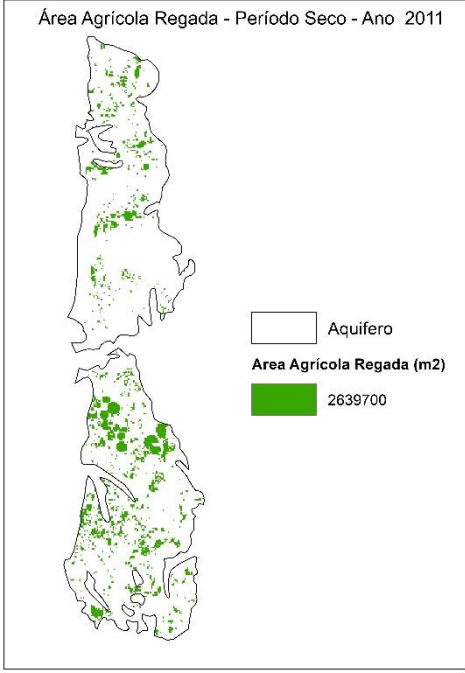 Área Agrícola Regada - Período Seco - Ano 2011
Aquifero
Area Agrícola Regada (m2)
2639700